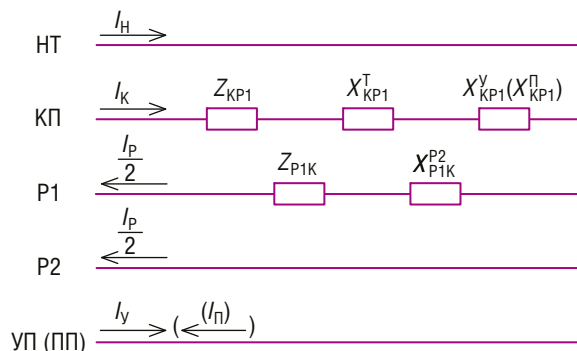 НТ I_Н
КП I_К Z_КР1 X^Т_КР1 X^У_КР1(X^П_КР1)
Р1 I_Р/2 Z_Р1К X^Р2_Р1К
Р2 I_Р/2
УП (ПП) I_У ( (I_П) )